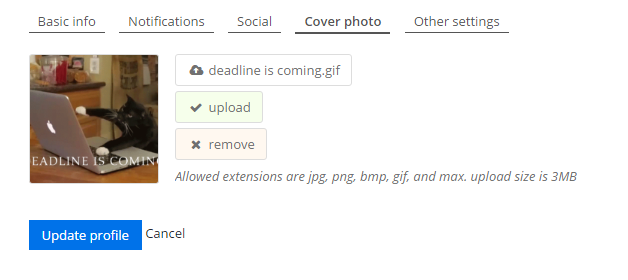 Basic info Notifications Social Cover photo Other settings
deadline is coming.gif
upload
remove
EADLINE IS COMIN
Allowed extensions are jpg, png, bmp, gif, and max. upload size is 3MB
Update profile Cancel